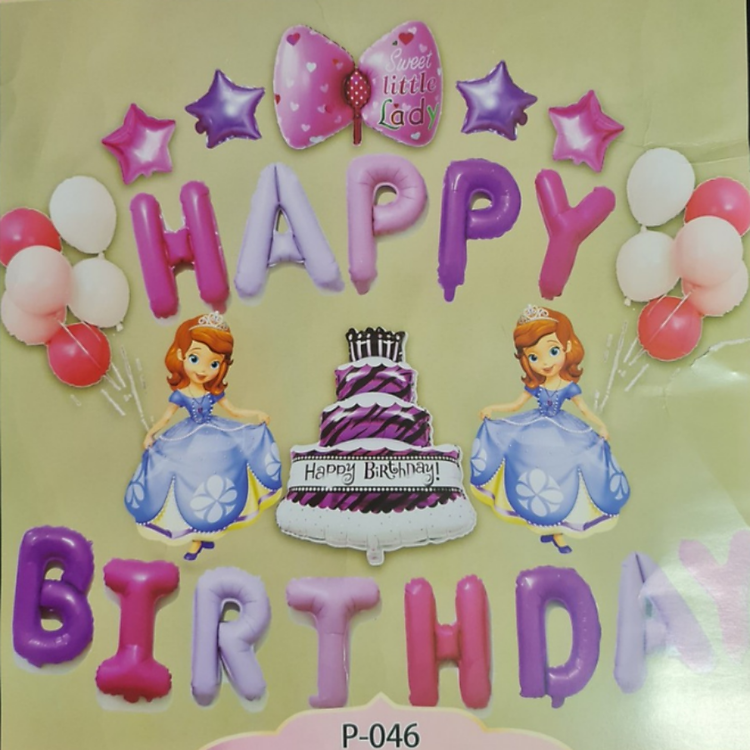 Sweet
little
Lady
HAPPY
Happy Birthday!
BIRTHDAY
P-046